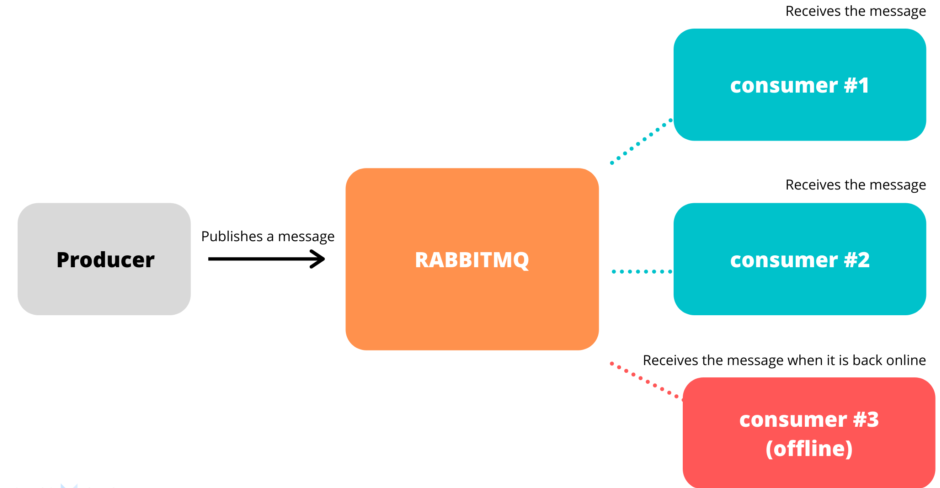 Receives the message
consumer #1
Receives the message
Publishes a message
Producer
RABBITMQ
consumer #2
Receives the message when it is back online
consumer #3
(offline)